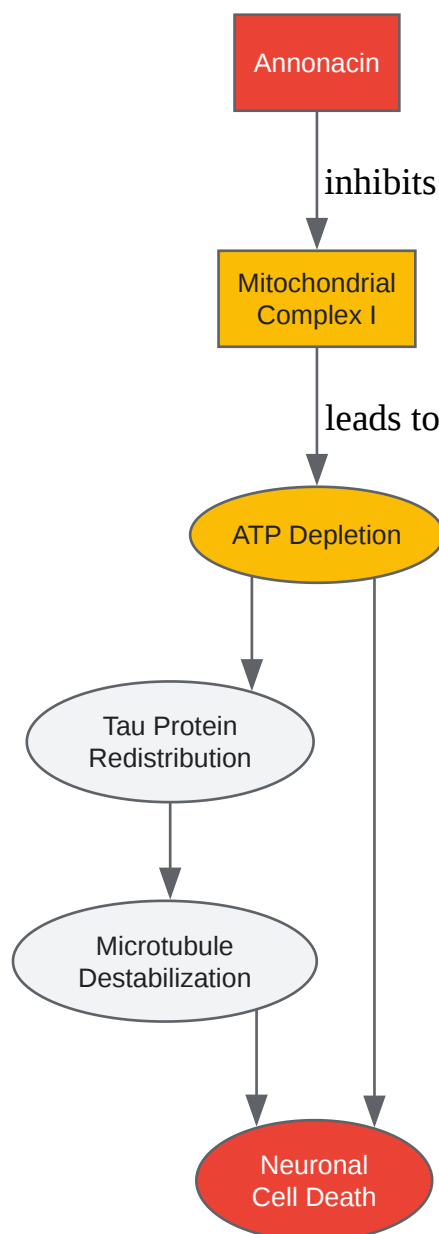 Annonacin
inhibits
Mitochondrial
Complex I
leads to
ATP Depletion
Tau Protein
Redistribution
Microtubule
Destabilization
Neuronal
Cell Death